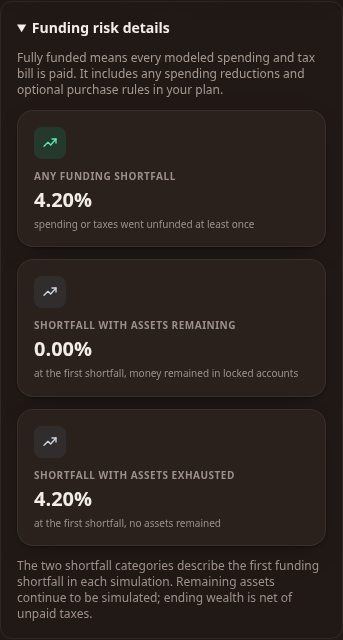 ▼ Funding risk details
Fully funded means every modeled spending and tax
bill is paid. It includes any spending reductions and
optional purchase rules in your plan.
ANY FUNDING SHORTFALL
4.20%
spending or taxes went unfunded at least once
SHORTFALL WITH ASSETS REMAINING
0.00%
at the first shortfall, money remained in locked accounts
SHORTFALL WITH ASSETS EXHAUSTED
4.20%
at the first shortfall, no assets remained
The two shortfall categories describe the first funding
shortfall in each simulation. Remaining assets
continue to be simulated; ending wealth is net of
unpaid taxes.